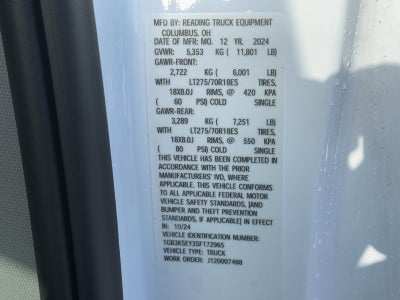 MFD BY: READING TRUCK EQUIPMENT
COLUMBUS, OH
DATE OF MFR: MO. 12 YR. 2024
GVWR: 5,353 KG ( 11,801 LB)
GAWR-FRONT:
2,722 KG ( 6,001 LB)
WITH LT275/70R18ES TIRES,
18X8.0J RIMS, @ 420 KPA
( 60 PSI) COLD SINGLE
GAWR-REAR:
3,289 KG ( 7,251 LB)
WITH LT275/70R18ES TIRES,
18X8.0J RIMS, @ 550 KPA
( 80 PSI) COLD SINGLE
THIS VEHICLE HAS BEEN COMPLETED IN
ACCORDANCE WITH THE PRIOR
MANUFACTURERS' IVD, WHERE
APPLICABLE. THIS VEHICLE CONFORMS
TO ALL APPLICABLE FEDERAL MOTOR
VEHICLE SAFETY STANDARDS, [AND
BUMPER AND THEFT PREVENTION
STANDARDS, IF APPLICABLE] IN EFFECT
IN: 10/24
VEHICLE IDENTIFICATION NUMBER:
1GB3KSEY3SF172965
VEHICLE TYPE: TRUCK
WORK ORDER: J120007488